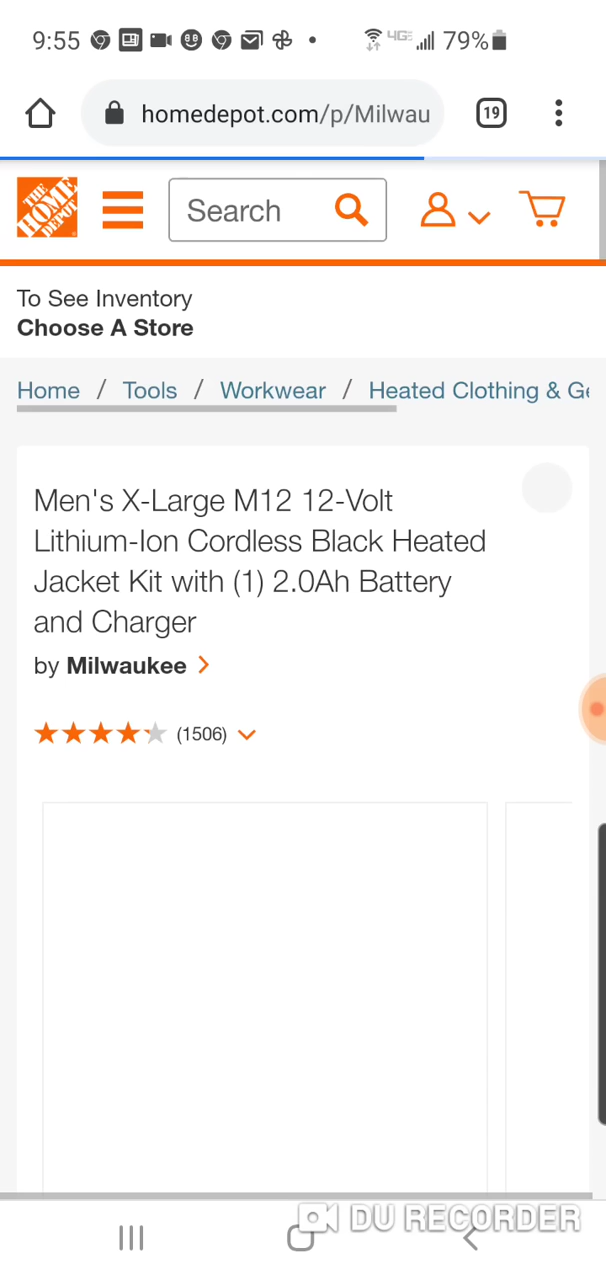 9:55 4GE 79%
homedepot.com/p/Milwau 19
THE HOME DEPOT Search
To See Inventory
Choose A Store
Home / Tools / Workwear / Heated Clothing & Ge
Men's X-Large M12 12-Volt
Lithium-Ion Cordless Black Heated
Jacket Kit with (1) 2.0Ah Battery
and Charger
by Milwaukee
(1506)
DU RECORDER